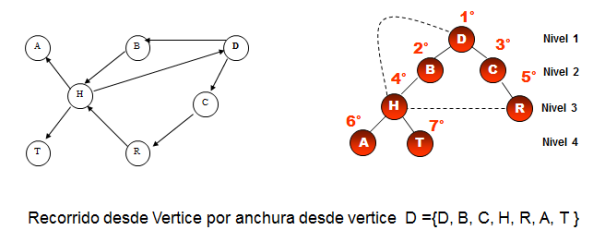 A
B
D
H
C
T
R
1°
D
Nivel 1
2°
3°
B
C
Nivel 2
4°
5°
H
R
Nivel 3
6°
7°
A
T
Nivel 4
Recorrido desde Vertice por anchura desde vertice D ={D, B, C, H, R, A, T }